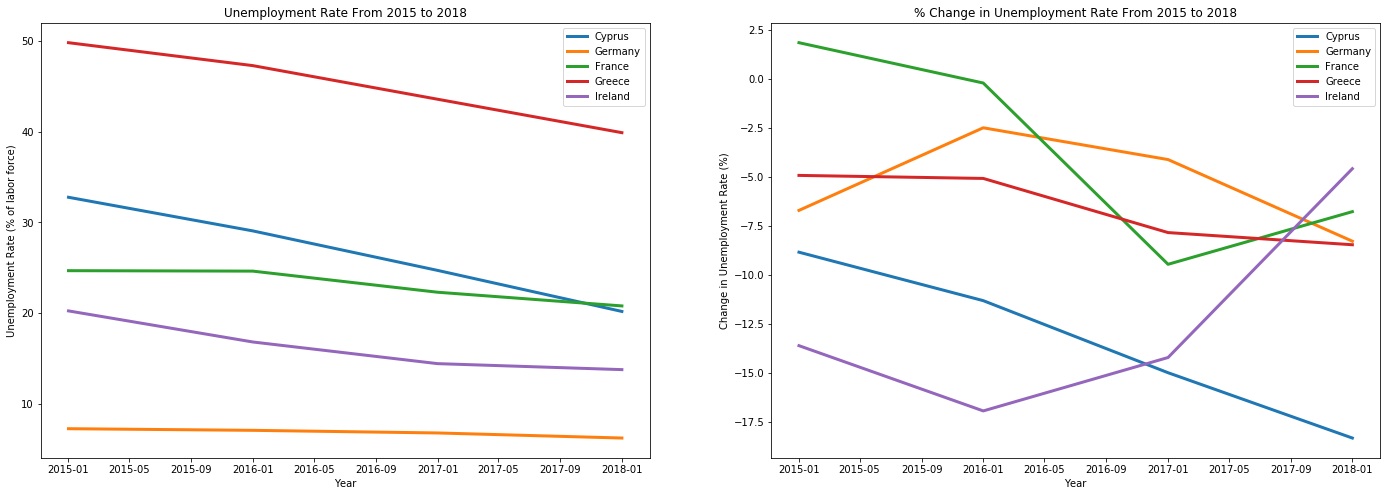 Unemployment Rate From 2015 to 2018
Unemployment Rate (% of labor force)
50
40
30
20
10
2015-01 2015-05 2015-09 2016-01 2016-05 2016-09 2017-01 2017-05 2017-09 2018-01
Year
Cyprus
Germany
France
Greece
Ireland
% Change in Unemployment Rate From 2015 to 2018
Change in Unemployment Rate (%)
2.5
0.0
−2.5
−5.0
−7.5
−10.0
−12.5
−15.0
−17.5
2015-01 2015-05 2015-09 2016-01 2016-05 2016-09 2017-01 2017-05 2017-09 2018-01
Year
Cyprus
Germany
France
Greece
Ireland